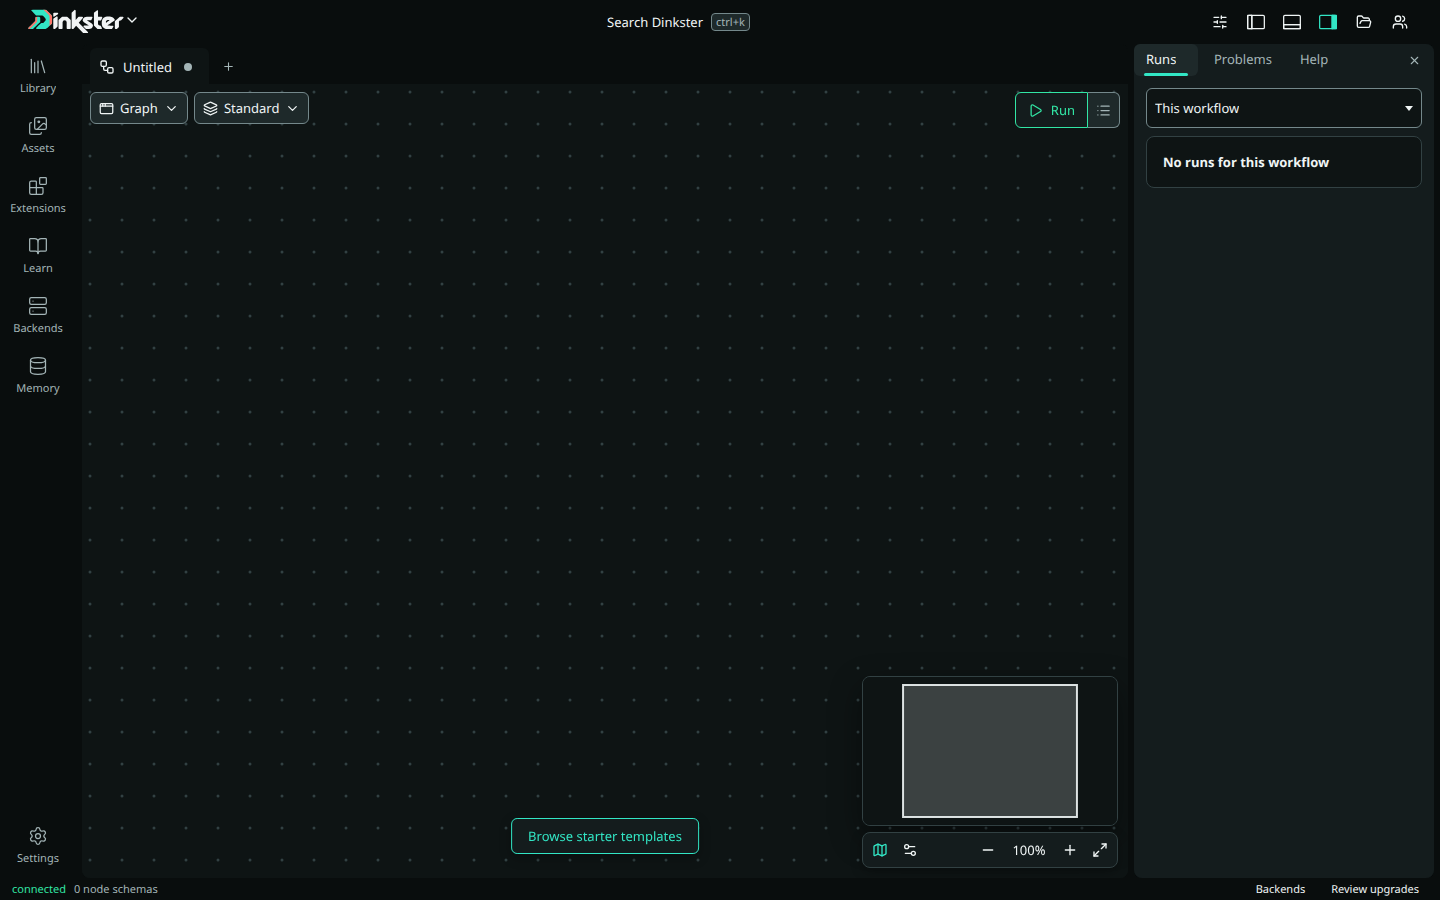 Dinkster
Search Dinkster ctrl+k
Library
Assets
Extensions
Learn
Backends
Memory
Settings
Untitled
Graph
Standard
Run
Browse starter templates
100%
Runs
Problems
Help
This workflow
No runs for this workflow
connected 0 node schemas
Backends
Review upgrades